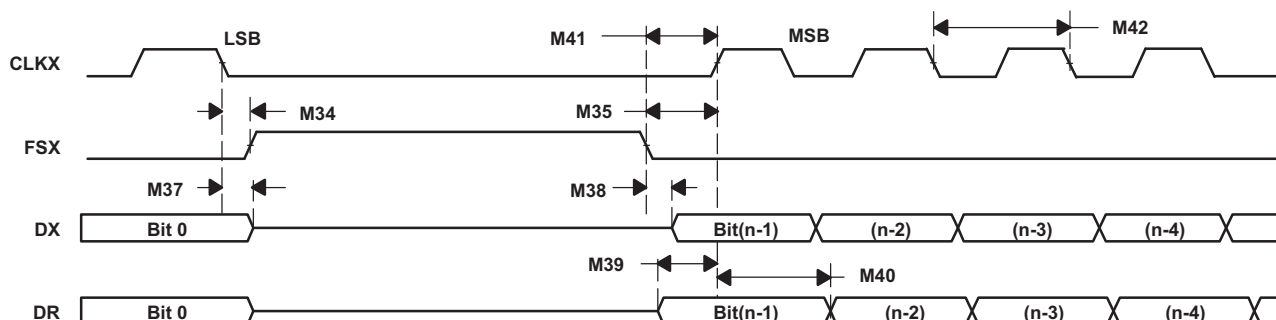 LSB M41 MSB M42
CLKX
M34 M35
FSX
M37 M38
DX Bit 0 Bit(n-1) (n-2) (n-3) (n-4)
M39 M40
DR Bit 0 Bit(n-1) (n-2) (n-3) (n-4)